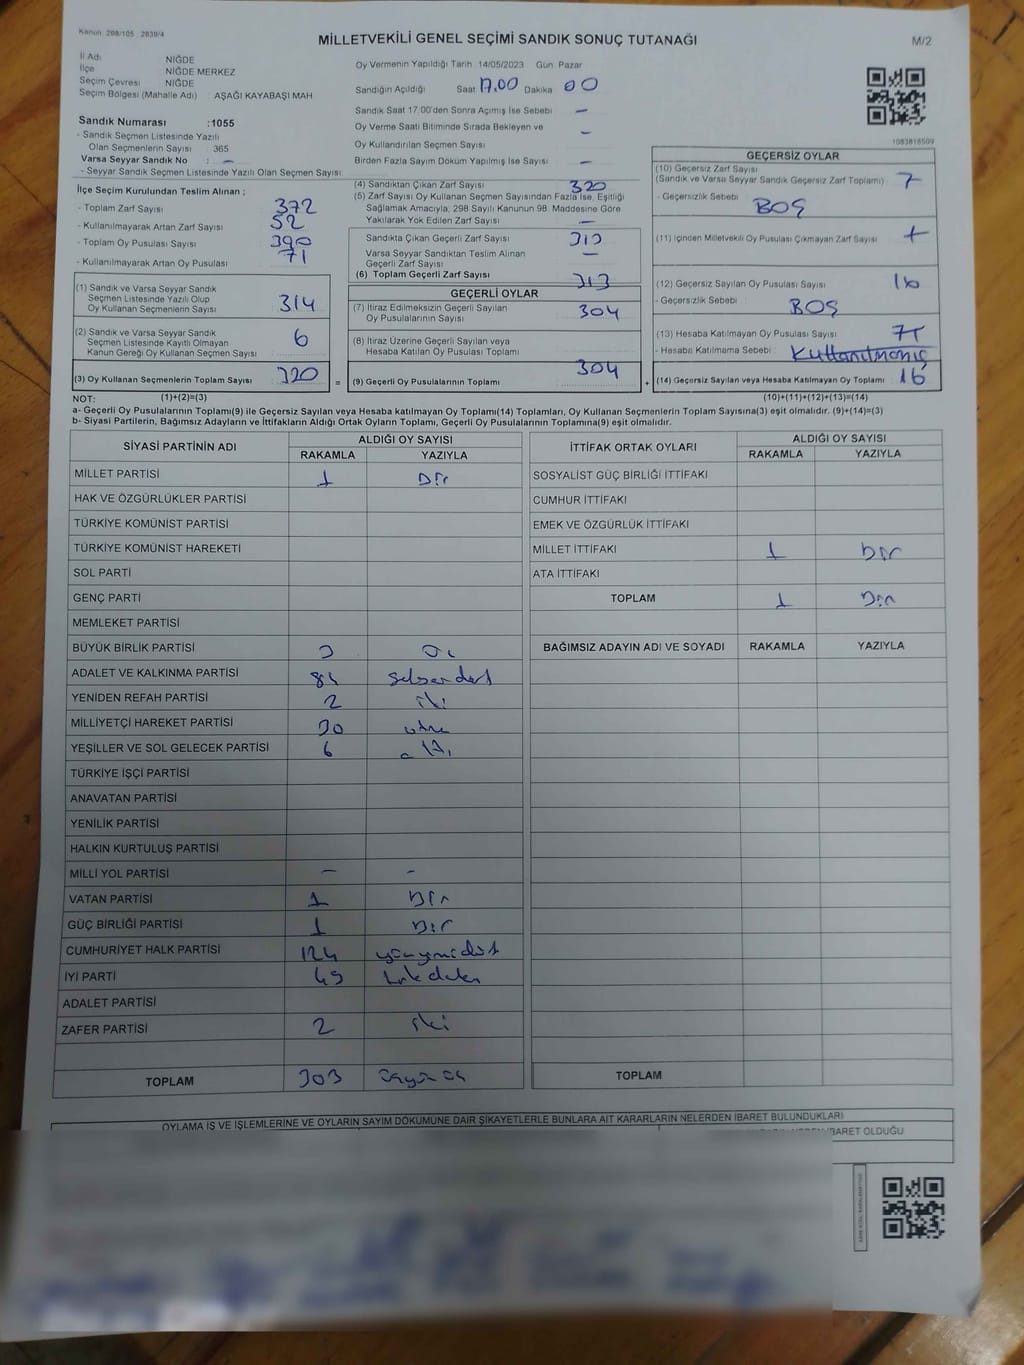 Kanun 298/105, 2839/4
MİLLETVEKİLİ GENEL SEÇİMİ SANDIK SONUÇ TUTANAĞI
M/2
İl Adı NİĞDE
İlçe NİĞDE MERKEZ
Seçim Çevresi NİĞDE
Seçim Bölgesi (Mahalle Adı) AŞAĞI KAYABAŞI MAH
Sandık Numarası :1055
- Sandık Seçmen Listesinde Yazılı
Olan Seçmenlerin Sayısı 365
Varsa Seyyar Sandık No : –
- Seyyar Sandık Seçmen Listesinde Yazılı Olan Seçmen Sayısı
Oy Vermenin Yapıldığı Tarih 14/05/2023 Gün Pazar
Sandığın Açıldığı Saat 17.00 Dakika 00
Sandık Saat 17:00'den Sonra Açımış İse Sebebi –
Oy Verme Saati Bitiminde Sırada Bekleyen ve
Oy Kullandırılan Seçmen Sayısı –
Birden Fazla Sayım Döküm Yapılmış İse Sayısı –
1083818509
İlçe Seçim Kurulundan Teslim Alınan ;
- Toplam Zarf Sayısı 372
- Kullanılmayarak Artan Zarf Sayısı 52
- Toplam Oy Pusulası Sayısı 390
- Kullanılmayarak Artan Oy Pusulası 71
(1) Sandık ve Varsa Seyyar Sandık
Seçmen Listesinde Yazılı Olup
Oy Kullanan Seçmenlerin Sayısı 314
(2) Sandık ve Varsa Seyyar Sandık
Seçmen Listesinde Kayıtlı Olmayan
Kanun Gereği Oy Kullanan Seçmen Sayısı 6
(3) Oy Kullanan Seçmenlerin Toplam Sayısı 320 =
(4) Sandıktan Çıkan Zarf Sayısı 320
(5) Zarf Sayısı Oy Kullanan Seçmen Sayısından Fazla İse, Eşitliği
Sağlamak Amacıyla, 298 Sayılı Kanunun 98. Maddesine Göre
Yakılarak Yok Edilen Zarf Sayısı –
Sandıkta Çıkan Geçerli Zarf Sayısı 313
Varsa Seyyar Sandıktan Teslim Alınan
Geçerli Zarf Sayısı –
(6) Toplam Geçerli Zarf Sayısı 313
GEÇERLİ OYLAR
(7) İtiraz Edilmeksizin Geçerli Sayılan
Oy Pusulalarının Sayısı 304
(8) İtiraz Üzerine Geçerli Sayılan veya
Hesaba Katılan Oy Pusulası Toplamı
(9) Geçerli Oy Pusulalarının Toplamı 304 +
GEÇERSİZ OYLAR
(10) Geçersiz Zarf Sayısı
(Sandık ve Varsa Seyyar Sandık Geçersiz Zarf Toplamı) 7
- Geçersizlik Sebebi BOŞ
(11) İçinden Milletvekili Oy Pusulası Çıkmayan Zarf Sayısı
(12) Geçersiz Sayılan Oy Pusulası Sayısı
- Geçersizlik Sebebi BOŞ
(13) Hesaba Katılmayan Oy Pusulası Sayısı
- Hesaba Katılmama Sebebi Kullanılmamış
(14) Geçersiz Sayılan veya Hesaba Katılmayan Oy Toplamı 16
NOT: (1)+(2)=(3)
(10)+(11)+(12)+(13)=(14)
a- Geçerli Oy Pusulalarının Toplamı(9) ile Geçersiz Sayılan veya Hesaba katılmayan Oy Toplamı(14) Toplamları, Oy Kullanan Seçmenlerin Toplam Sayısına(3) eşit olmalıdır. (9)+(14)=(3)
b- Siyasi Partilerin, Bağımsız Adayların ve İttifakların Aldığı Ortak Oyların Toplamı, Geçerli Oy Pusulalarının Toplamına(9) eşit olmalıdır.
SİYASİ PARTİNİN ADI ALDIĞI OY SAYISI
RAKAMLA YAZIYLA
MİLLET PARTİSİ 1 Bir
HAK VE ÖZGÜRLÜKLER PARTİSİ
TÜRKİYE KOMÜNİST PARTİSİ
TÜRKİYE KOMÜNİST HAREKETİ
SOL PARTİ
GENÇ PARTİ
MEMLEKET PARTİSİ
BÜYÜK BİRLİK PARTİSİ 3
ADALET VE KALKINMA PARTİSİ 84 seksendört
YENİDEN REFAH PARTİSİ 2 iki
MİLLİYETÇİ HAREKET PARTİSİ 30 otuz
YEŞİLLER VE SOL GELECEK PARTİSİ 6 altı
TÜRKİYE İŞÇİ PARTİSİ
ANAVATAN PARTİSİ
YENİLİK PARTİSİ
HALKIN KURTULUŞ PARTİSİ
MİLLİ YOL PARTİSİ – -
VATAN PARTİSİ 1 Bir
GÜÇ BİRLİĞİ PARTİSİ 1 Bir
CUMHURİYET HALK PARTİSİ 124 yüzyirmidört
İYİ PARTİ 49 kırkdokuz
ADALET PARTİSİ
ZAFER PARTİSİ 2 iki
TOPLAM 303 üçyüzüç
İTTİFAK ORTAK OYLARI ALDIĞI OY SAYISI
RAKAMLA YAZIYLA
SOSYALİST GÜÇ BİRLİĞİ İTTİFAKI
CUMHUR İTTİFAKI
EMEK VE ÖZGÜRLÜK İTTİFAKI
MİLLET İTTİFAKI 1 bir
ATA İTTİFAKI
TOPLAM 1 Bir
BAĞIMSIZ ADAYIN ADI VE SOYADI RAKAMLA YAZIYLA
TOPLAM
OYLAMA İŞ VE İŞLEMLERİNE VE OYLARIN SAYIM DÖKÜMÜNE DAİR ŞİKAYETLERLE BUNLARA AİT KARARLARIN NELERDEN İBARET BULUNDUKLARI
İBARET OLDUĞU